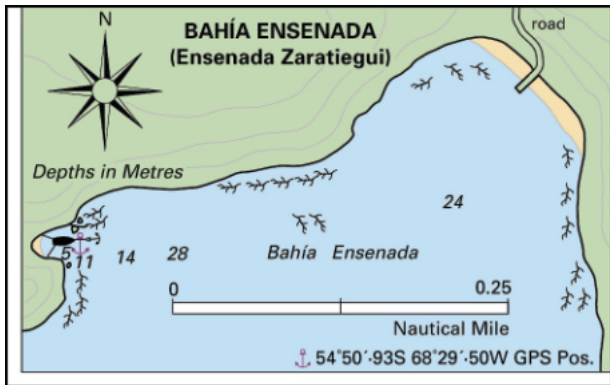 N
BAHÍA ENSENADA
(Ensenada Zaratiegui)
road
Depths in Metres
24
5 11 14 28 Bahía Ensenada
0 0.25
Nautical Mile
54°50´·93S 68°29´·50W GPS Pos.